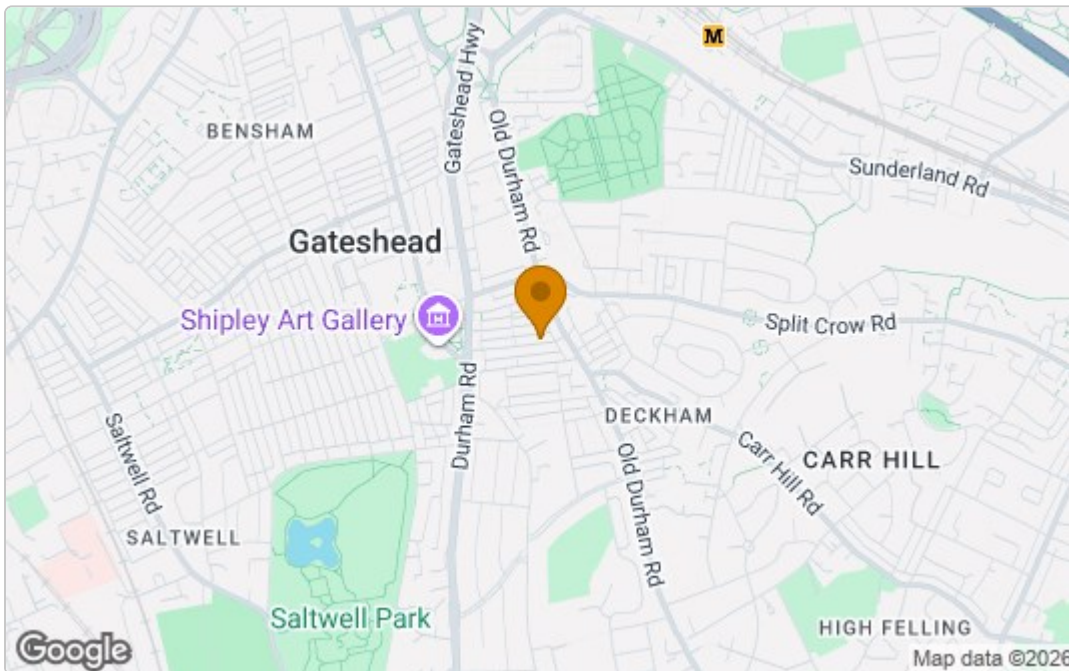 M
Gateshead Hwy
Old Durham Rd
BENSHAM
Sunderland Rd
Gateshead
Shipley Art Gallery
Split Crow Rd
Durham Rd
DECKHAM
Saltwell Rd
Carr Hill Rd
CARR HILL
Old Durham Rd
SALTWELL
Saltwell Park
HIGH FELLING
Google
Map data ©2026